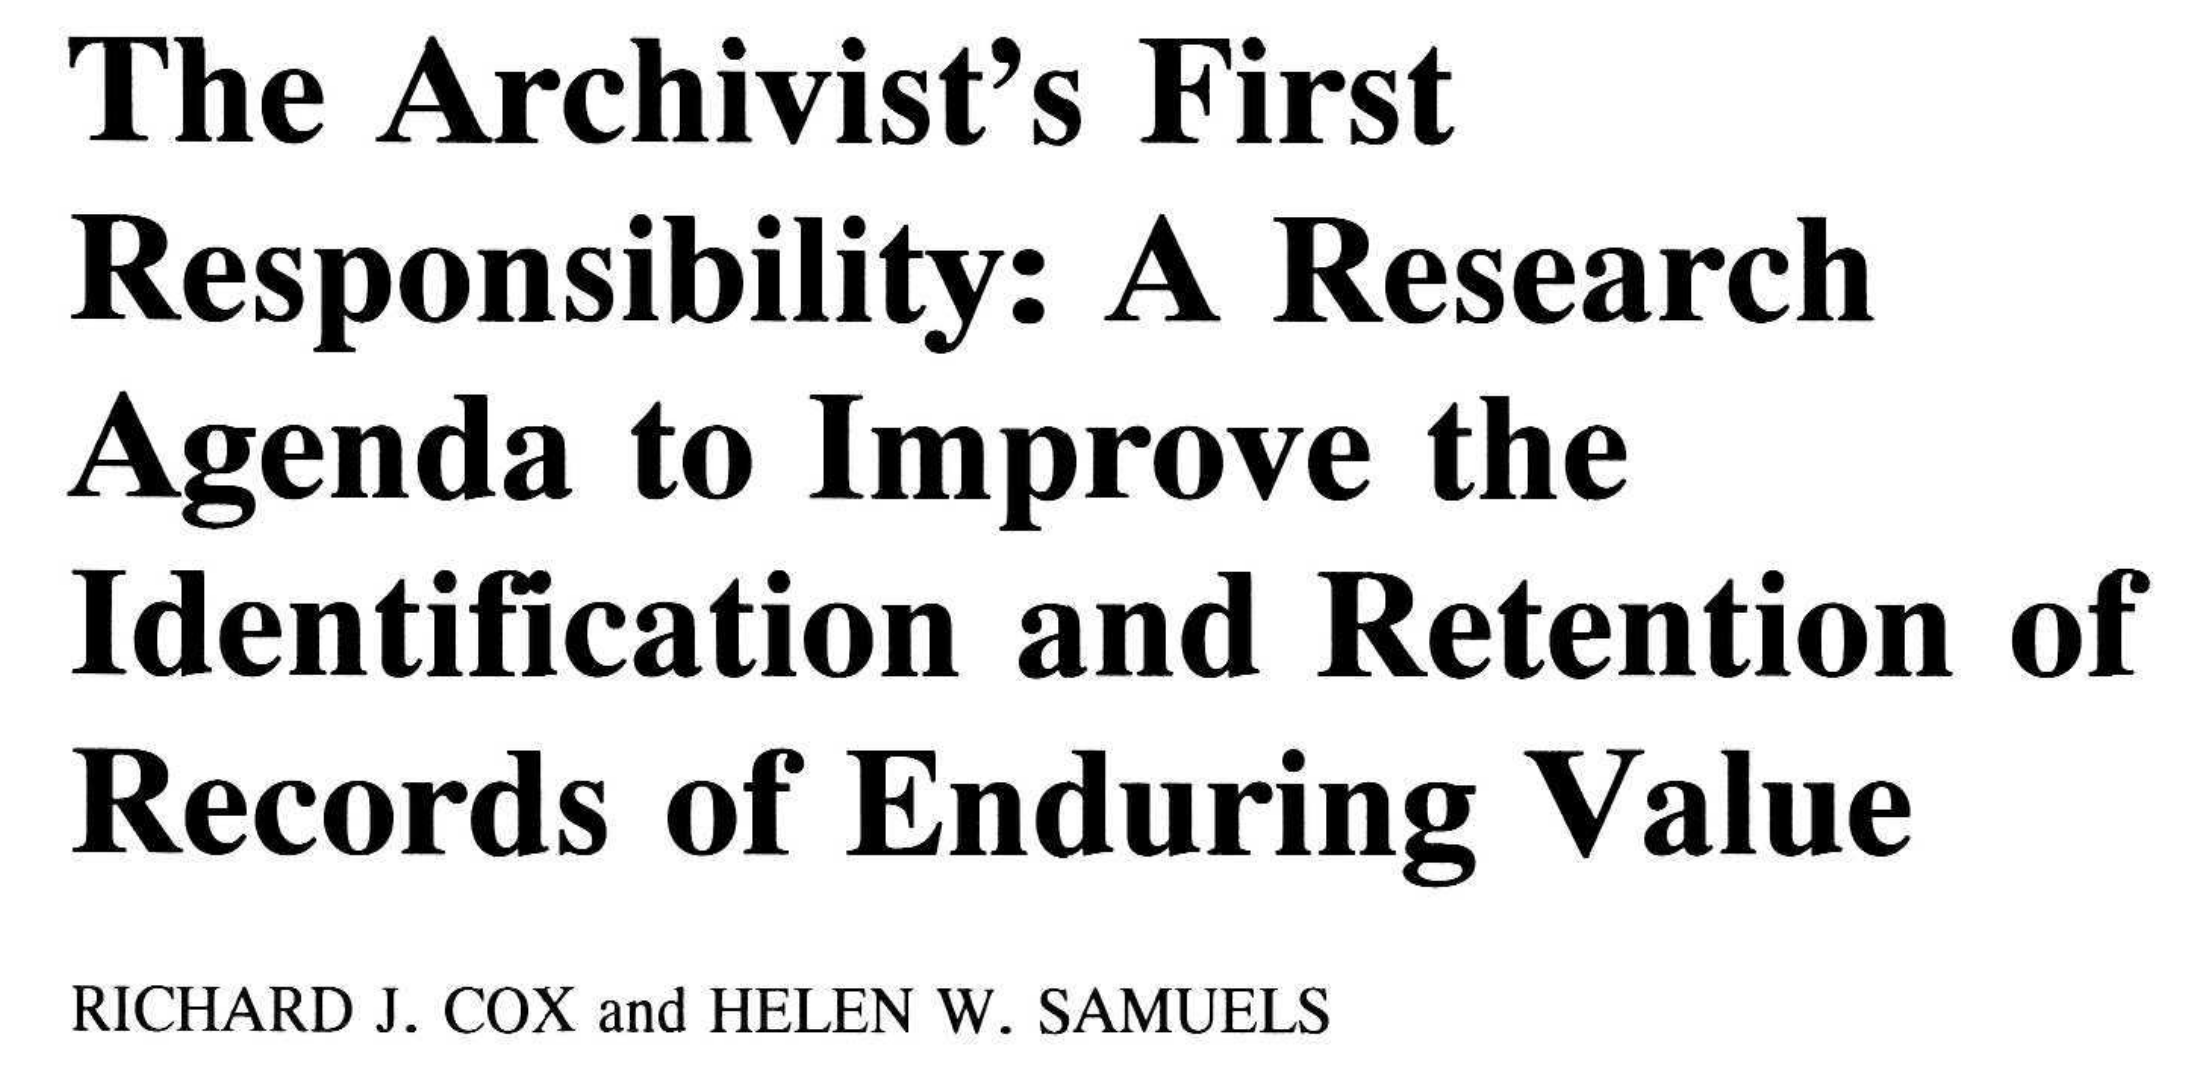 The Archivist's First
Responsibility: A Research
Agenda to Improve the
Identification and Retention of
Records of Enduring Value
RICHARD J. COX and HELEN W. SAMUELS